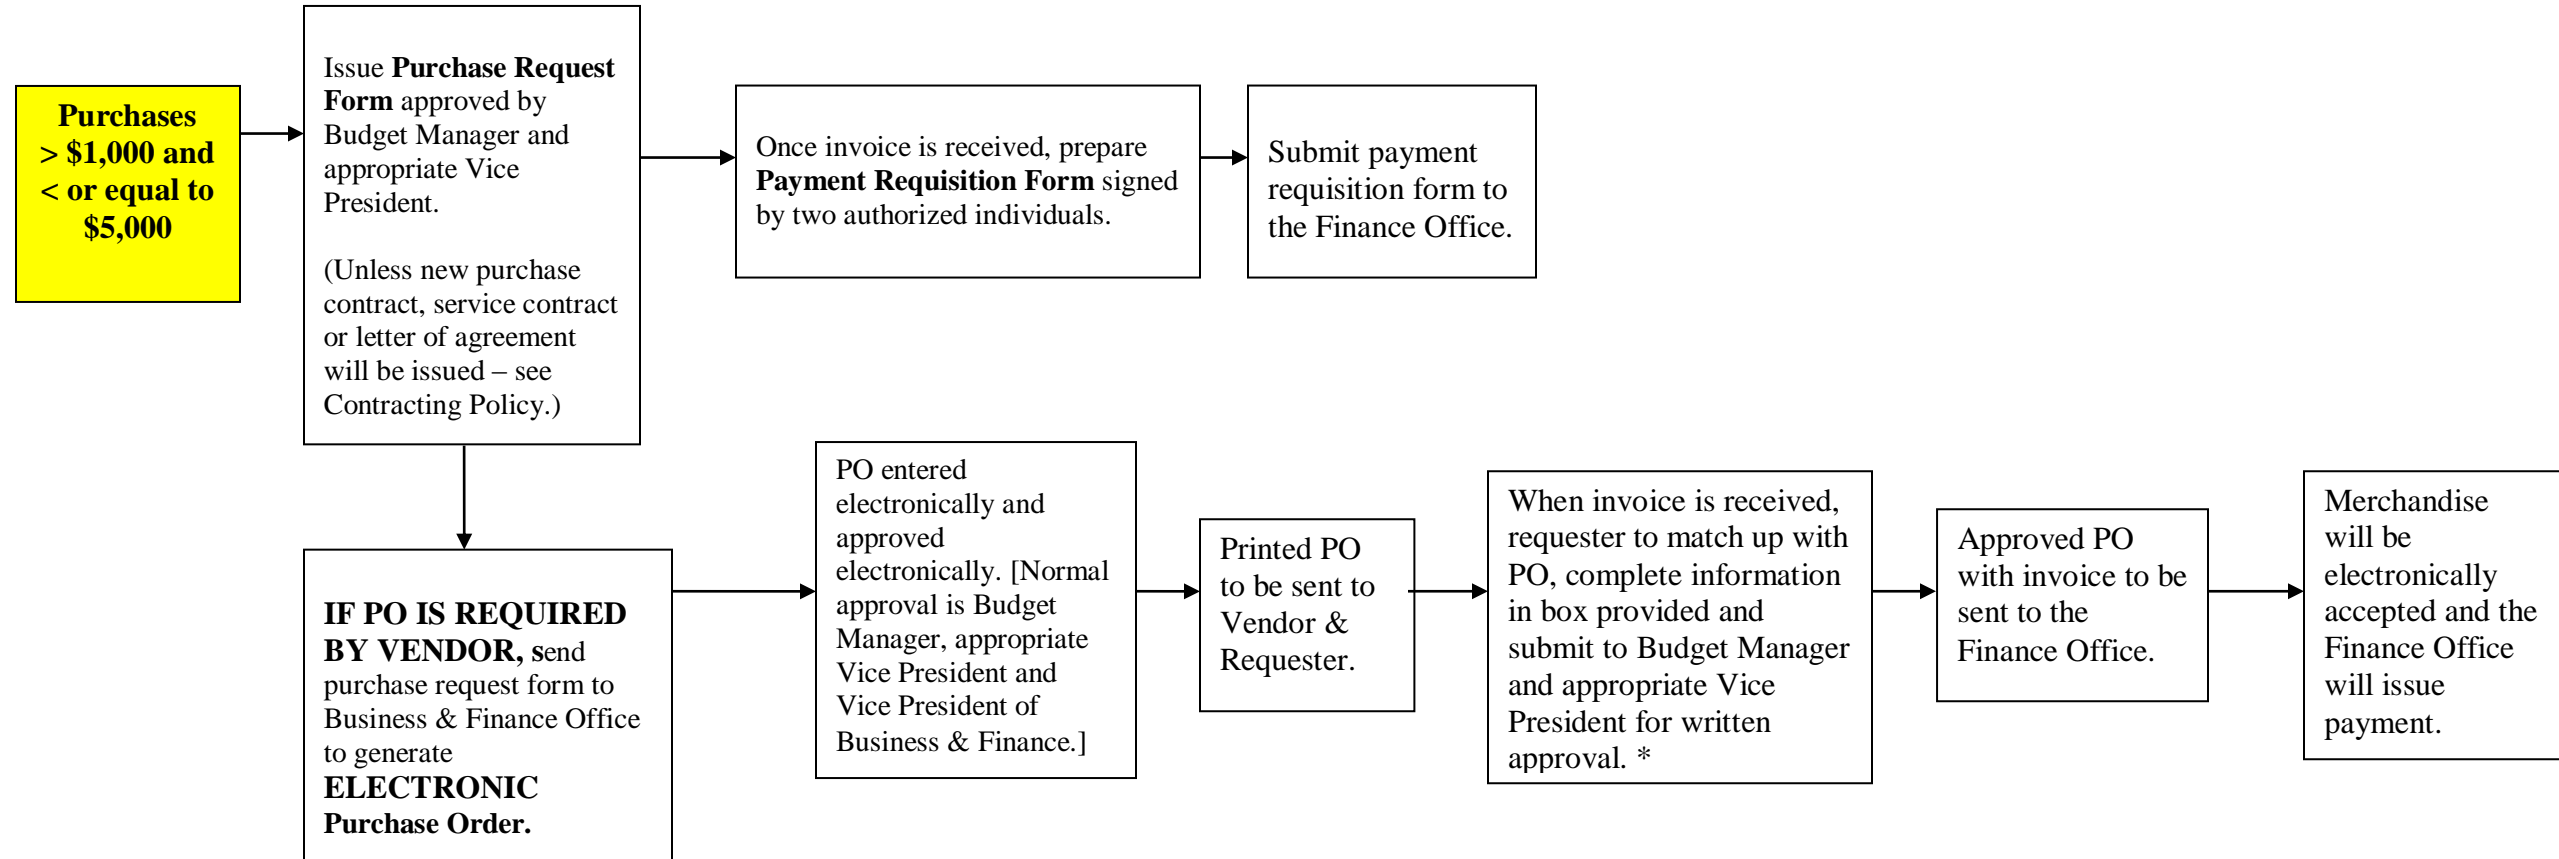 Purchases
> $1,000 and
< or equal to
$5,000
Issue Purchase Request
Form approved by
Budget Manager and
appropriate Vice
President.
(Unless new purchase
contract, service contract
or letter of agreement
will be issued – see
Contracting Policy.)
Once invoice is received, prepare
Payment Requisition Form signed
by two authorized individuals.
Submit payment
requisition form to
the Finance Office.
IF PO IS REQUIRED
BY VENDOR, send
purchase request form to
Business & Finance Office
to generate
ELECTRONIC
Purchase Order.
PO entered
electronically and
approved
electronically. [Normal
approval is Budget
Manager, appropriate
Vice President and
Vice President of
Business & Finance.]
Printed PO
to be sent to
Vendor &
Requester.
When invoice is received,
requester to match up with
PO, complete information
in box provided and
submit to Budget Manager
and appropriate Vice
President for written
approval. *
Approved PO
with invoice to be
sent to the
Finance Office.
Merchandise
will be
electronically
accepted and the
Finance Office
will issue
payment.